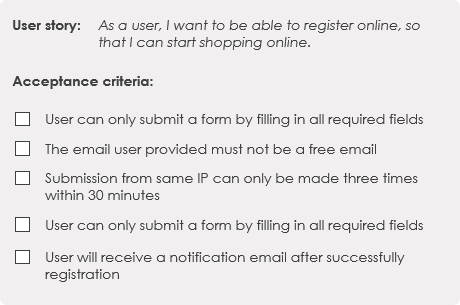 User story: As a user, I want to be able to register online, so
that I can start shopping online.
Acceptance criteria:
User can only submit a form by filling in all required fields
The email user provided must not be a free email
Submission from same IP can only be made three times
within 30 minutes
User can only submit a form by filling in all required fields
User will receive a notification email after successfully
registration